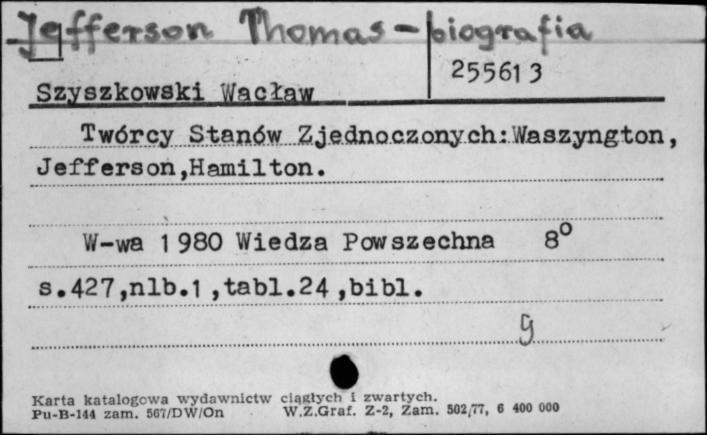 Jefferson Thomas - biografia
255613
Szyszkowski Wacław
Twórcy Stanów Zjednoczonych: Waszyngton,
Jefferson,Hamilton.
W-wa 1980 Wiedza Powszechna 8°
s.427,nlb.1,tabl.24,bibl.
g
Karta katalogowa wydawnictw ciągłych i zwartych.
Pu-B-144 zam. 567/DW/On W.Z.Graf. Z-2, Zam. 502/77, 6 400 000